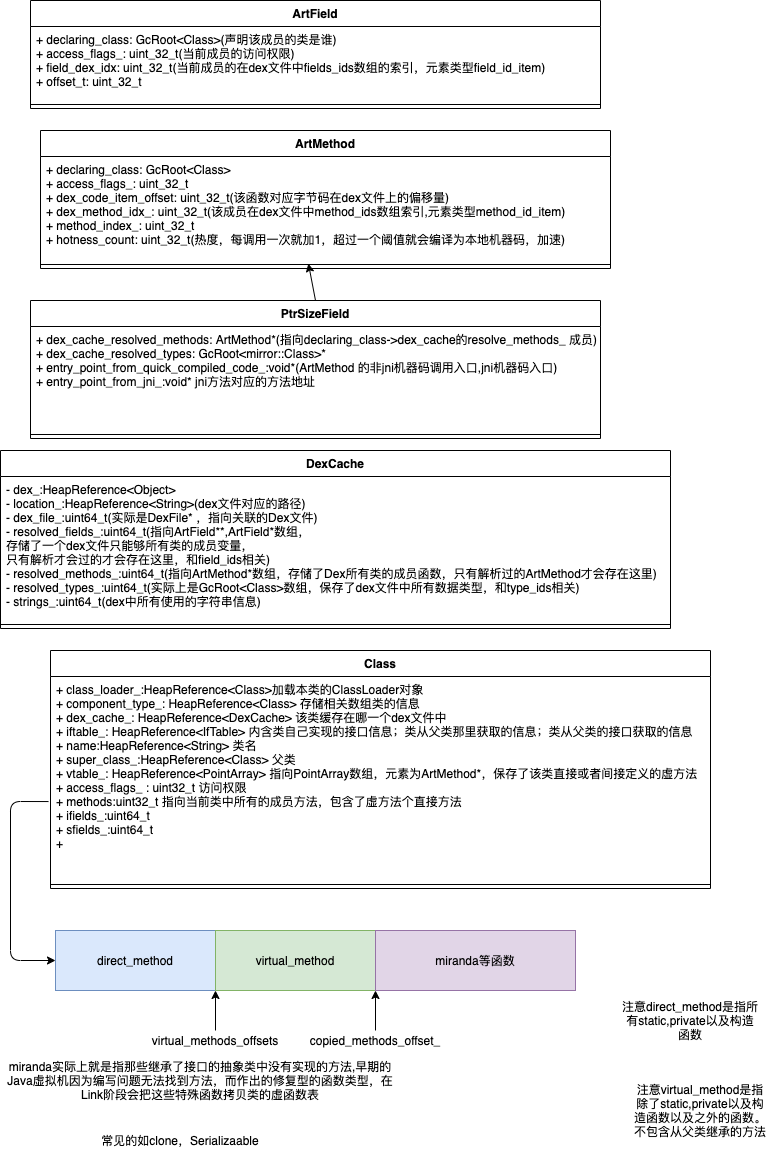 ArtField
+ declaring_class: GcRoot<Class>(声明该成员的类是谁)
+ access_flags_: uint_32_t(当前成员的访问权限)
+ field_dex_idx: uint_32_t(当前成员的在dex文件中fields_ids数组的索引，元素类型field_id_item)
+ offset_t: uint_32_t
ArtMethod
+ declaring_class: GcRoot<Class>
+ access_flags_: uint_32_t
+ dex_code_item_offset: uint_32_t(该函数对应字节码在dex文件上的偏移量)
+ dex_method_idx_: uint_32_t(该成员在dex文件中method_ids数组索引,元素类型method_id_item)
+ method_index_: uint_32_t
+ hotness_count: uint_32_t(热度，每调用一次就加1，超过一个阈值就会编译为本地机器码，加速)
PtrSizeField
+ dex_cache_resolved_methods: ArtMethod*(指向declaring_class->dex_cache的resolve_methods_ 成员)
+ dex_cache_resolved_types: GcRoot<mirror::Class>*
+ entry_point_from_quick_compiled_code_:void*(ArtMethod 的非jni机器码调用入口,jni机器码入口)
+ entry_point_from_jni_:void* jni方法对应的方法地址
DexCache
- dex_:HeapReference<Object>
- location_:HeapReference<String>(dex文件对应的路径)
- dex_file_:uint64_t(实际是DexFile* ，指向关联的Dex文件)
- resolved_fields_:uint64_t(指向ArtField**,ArtField*数组，
存储了一个dex文件只能够所有类的成员变量，
只有解析才会过的才会存在这里，和field_ids相关)
- resolved_methods_:uint64_t(指向ArtMethod*数组，存储了Dex所有类的成员函数，只有解析过的ArtMethod才会存在这里)
- resolved_types_:uint64_t(实际上是GcRoot<Class>数组，保存了dex文件中所有数据类型，和type_ids相关)
- strings_:uint64_t(dex中所有使用的字符串信息)
Class
+ class_loader_:HeapReference<Class>加载本类的ClassLoader对象
+ component_type_: HeapReference<Class> 存储相关数组类的信息
+ dex_cache_: HeapReference<DexCache> 该类缓存在哪一个dex文件中
+ iftable_: HeapReference<IfTable> 内含类自己实现的接口信息；类从父类那里获取的信息；类从父类的接口获取的信息
+ name:HeapReference<String> 类名
+ super_class_:HeapReference<Class> 父类
+ vtable_: HeapReference<PointArray> 指向PointArray数组，元素为ArtMethod*，保存了该类直接或者间接定义的虚方法
+ access_flags_ : uint32_t 访问权限
+ methods:uint32_t 指向当前类中所有的成员方法，包含了虚方法个直接方法
+ ifields_:uint64_t
+ sfields_:uint64_t
+
direct_method
virtual_method
miranda等函数
virtual_methods_offsets
copied_methods_offset_
注意direct_method是指所
有static,private以及构造
函数
miranda实际上就是指那些继承了接口的抽象类中没有实现的方法,早期的
Java虚拟机因为编写问题无法找到方法，而作出的修复型的函数类型，在
Link阶段会把这些特殊函数拷贝类的虚函数表
注意virtual_method是指
除了static,private以及构
造函数以及之外的函数。
不包含从父类继承的方法
常见的如clone，Serializaable